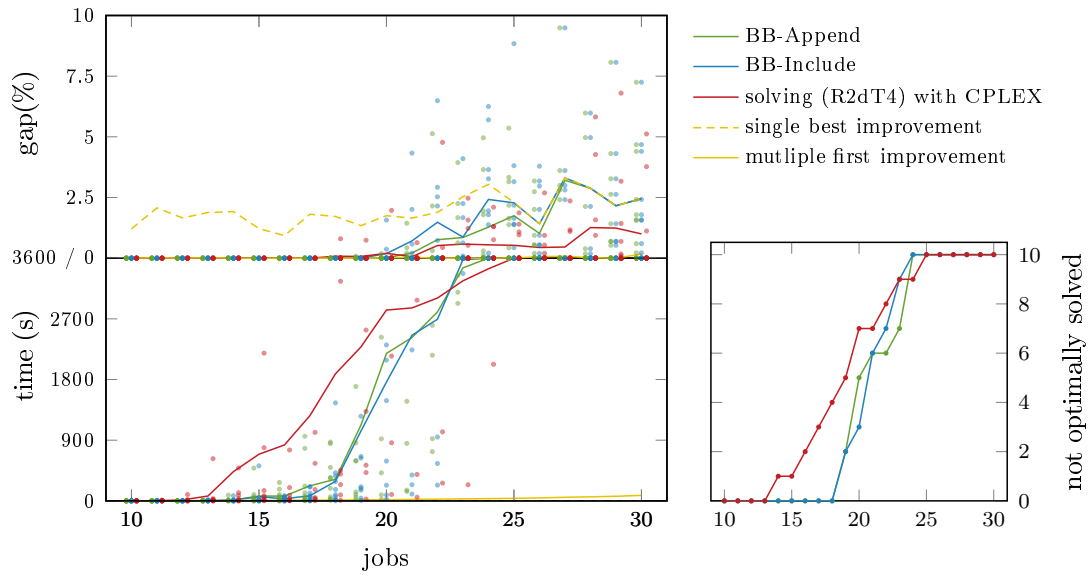 10
7.5
5
2.5
3600 / 0
2700
1800
900
0
gap(%)
time (s)
10
15
20
25
30
jobs
BB-Append
BB-Include
solving (R2dT4) with CPLEX
single best improvement
mutliple first improvement
10
8
6
4
2
0
not optimally solved
10
15
20
25
30